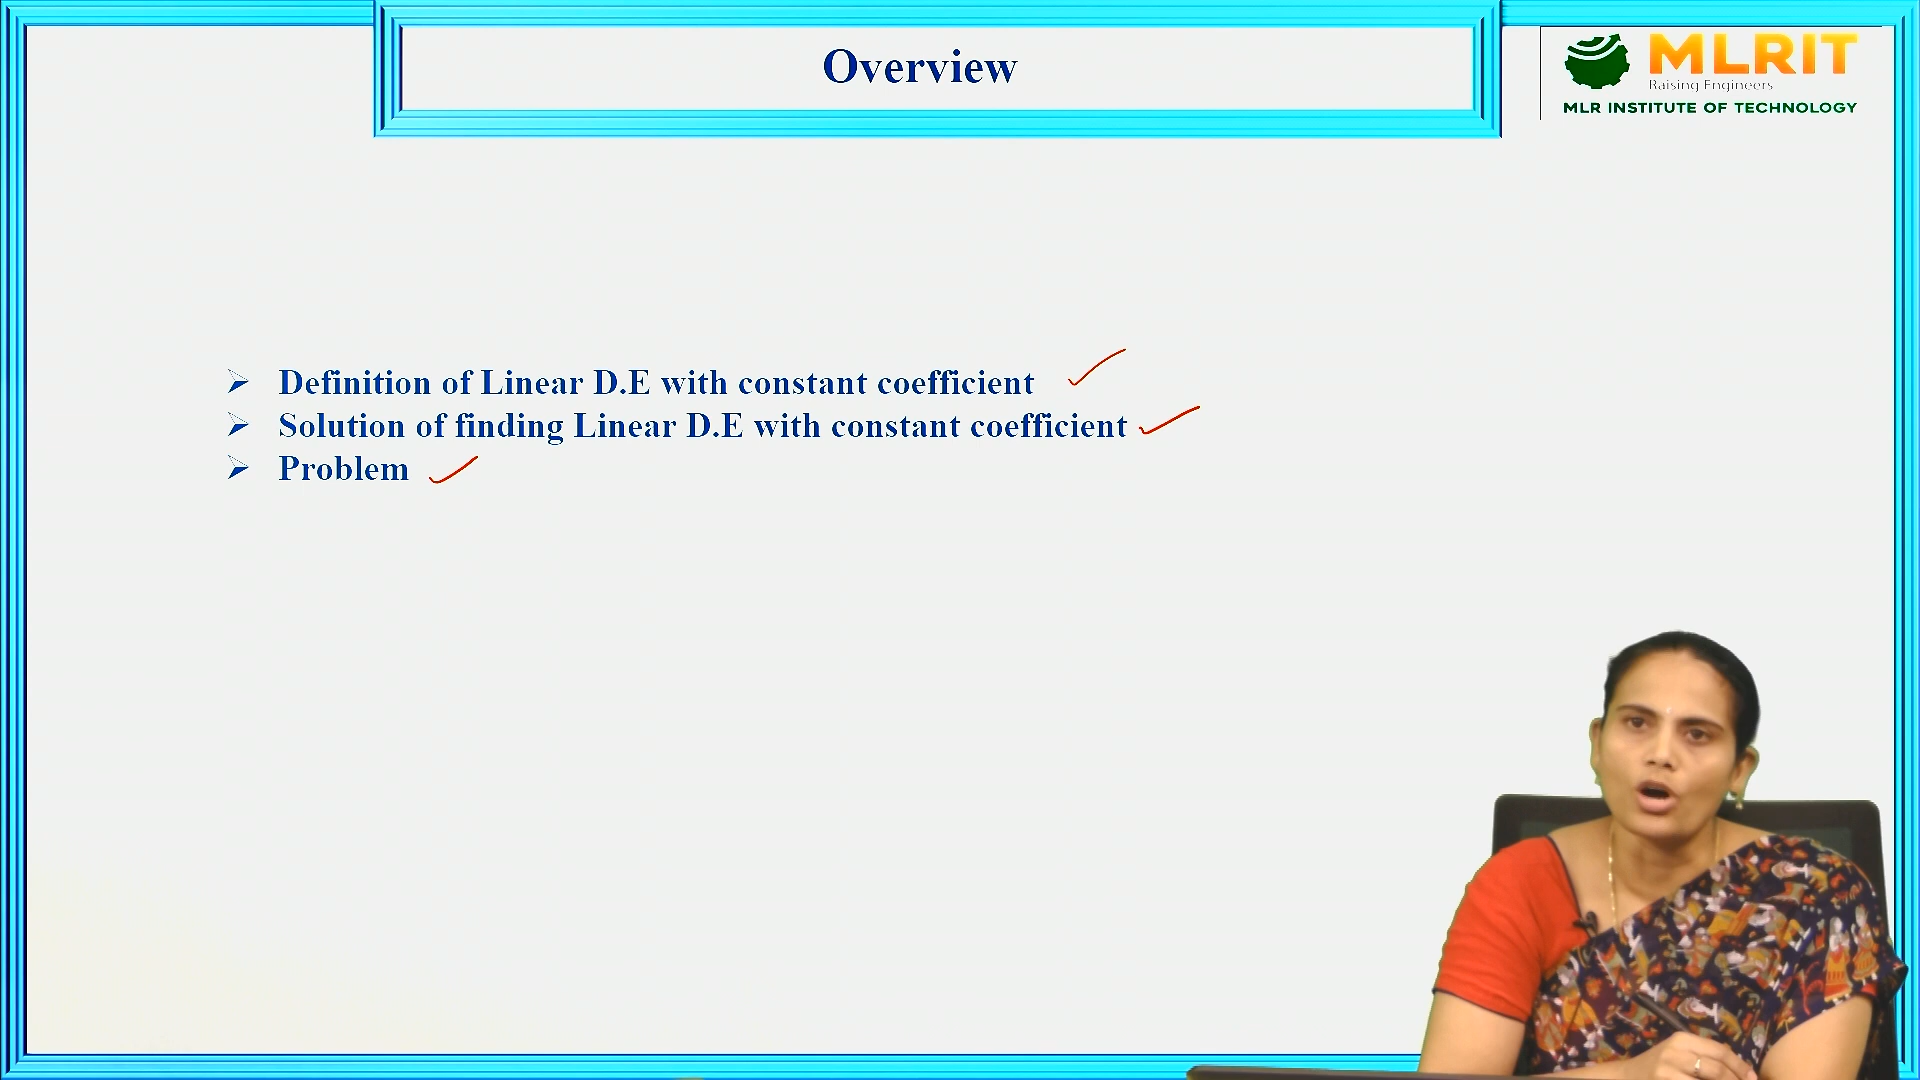 Overview
MLRIT
Raising Engineers
MLR INSTITUTE OF TECHNOLOGY
Definition of Linear D.E with constant coefficient
Solution of finding Linear D.E with constant coefficient
Problem